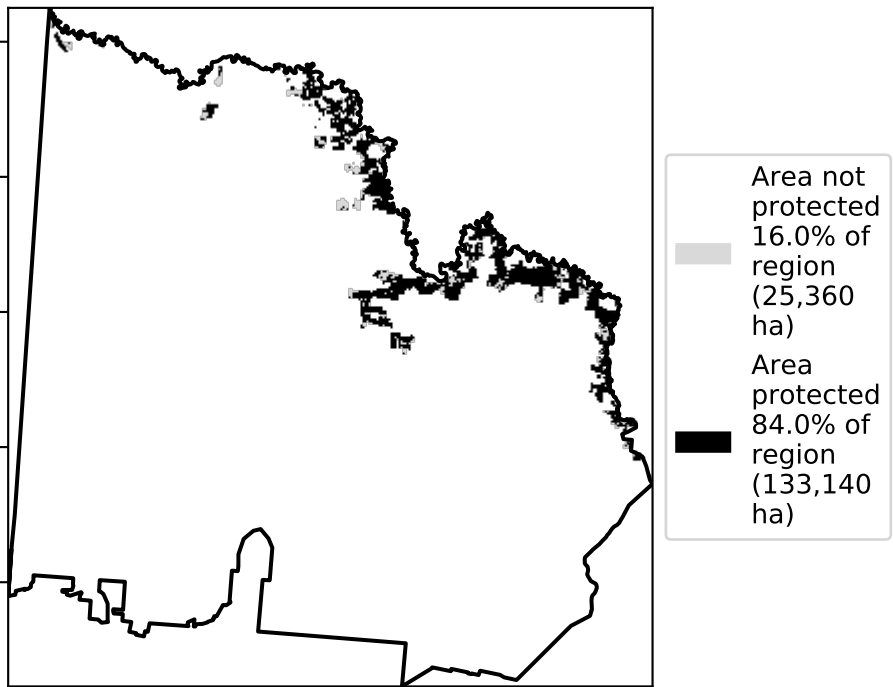 Area not
protected
16.0% of
region
(25,360
ha)
Area
protected
84.0% of
region
(133,140
ha)